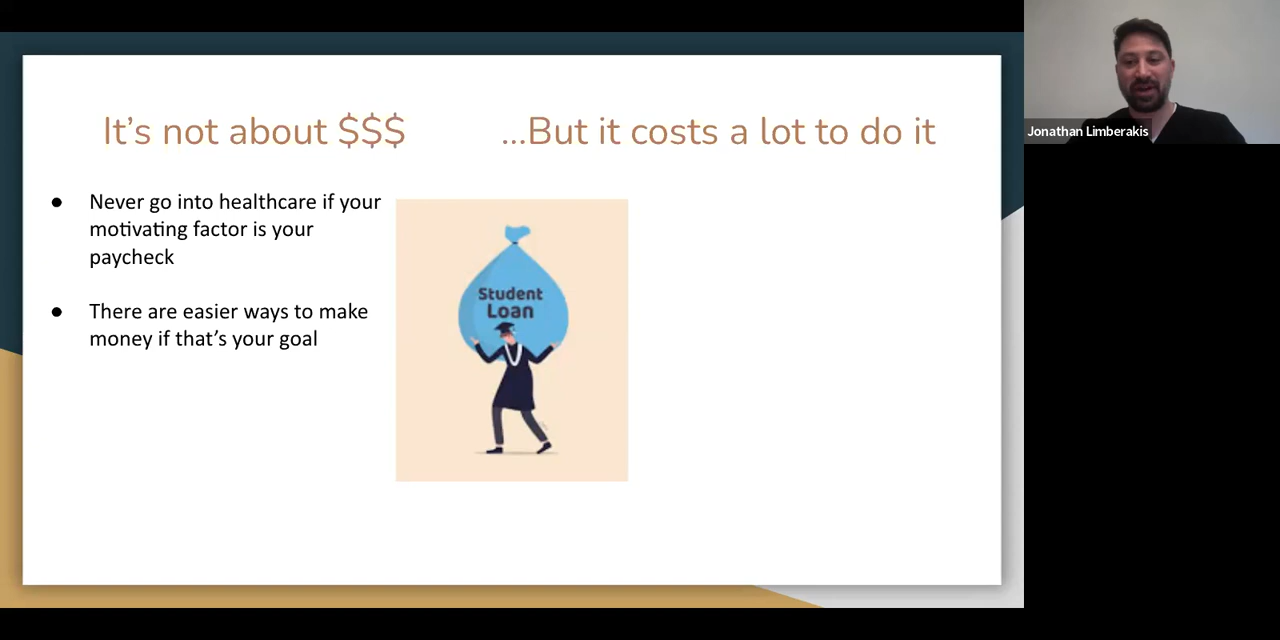 It’s not about $$$
...But it costs a lot to do it
● Never go into healthcare if your
motivating factor is your
paycheck
● There are easier ways to make
money if that’s your goal
Student
Loan
Jonathan Limberakis